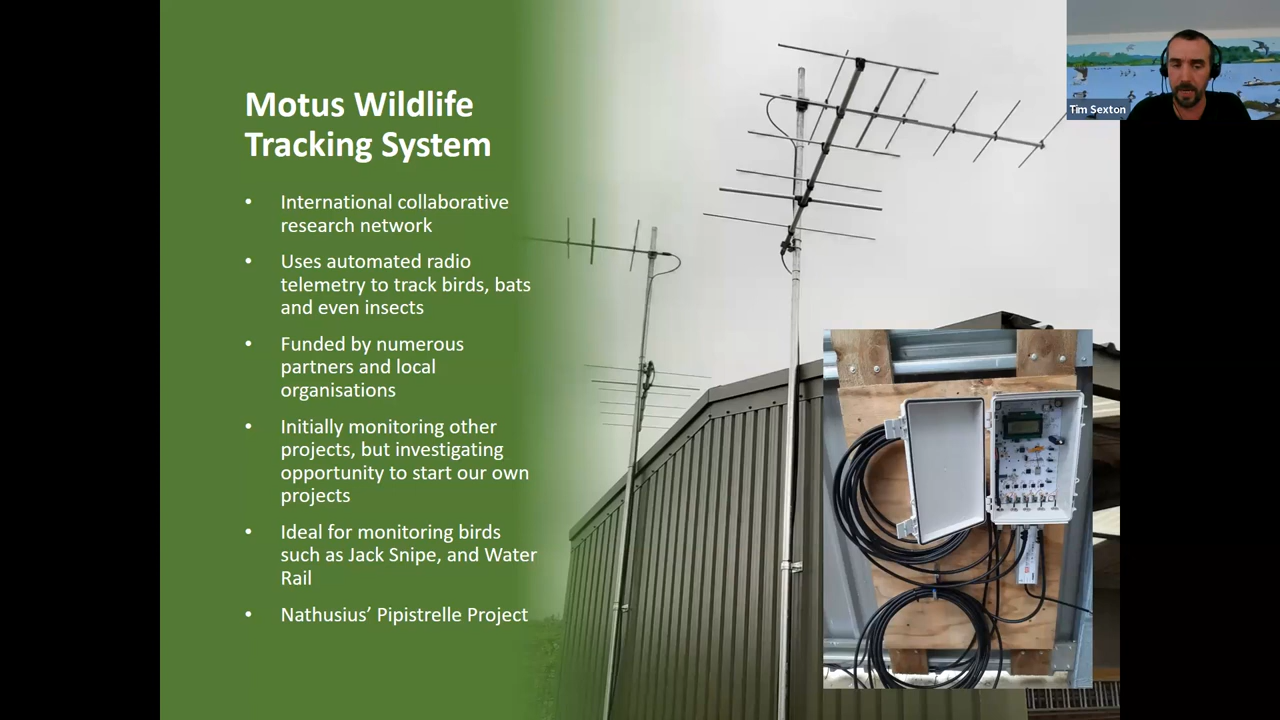 Motus Wildlife
Tracking System
• International collaborative
research network
• Uses automated radio
telemetry to track birds, bats
and even insects
• Funded by numerous
partners and local
organisations
• Initially monitoring other
projects, but investigating
opportunity to start our own
projects
• Ideal for monitoring birds
such as Jack Snipe, and Water
Rail
• Nathusius’ Pipistrelle Project
Tim Sexton